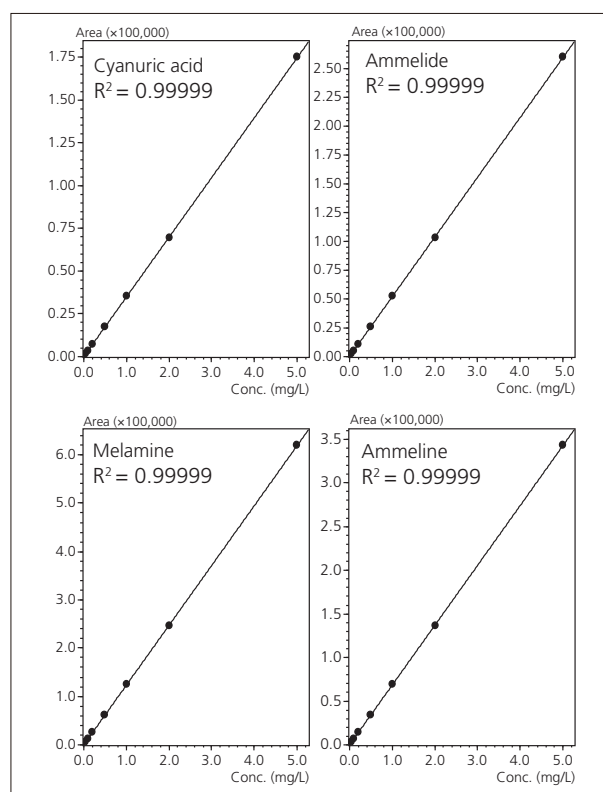 Area (×100,000)
Cyanuric acid
R² = 0.99999
1.75
1.50
1.25
1.00
0.75
0.50
0.25
0.00
0.0 1.0 2.0 3.0 4.0 5.0
Conc. (mg/L)
Area (×100,000)
Ammelide
R² = 0.99999
2.50
2.25
2.00
1.75
1.50
1.25
1.00
0.75
0.50
0.25
0.00
0.0 1.0 2.0 3.0 4.0 5.0
Conc. (mg/L)
Area (×100,000)
Melamine
R² = 0.99999
6.0
4.0
3.0
2.0
1.0
0.0
0.0 1.0 2.0 3.0 4.0 5.0
Conc. (mg/L)
Area (×100,000)
Ammeline
R² = 0.99999
3.5
3.0
2.5
2.0
1.5
1.0
0.5
0.0
0.0 1.0 2.0 3.0 4.0 5.0
Conc. (mg/L)